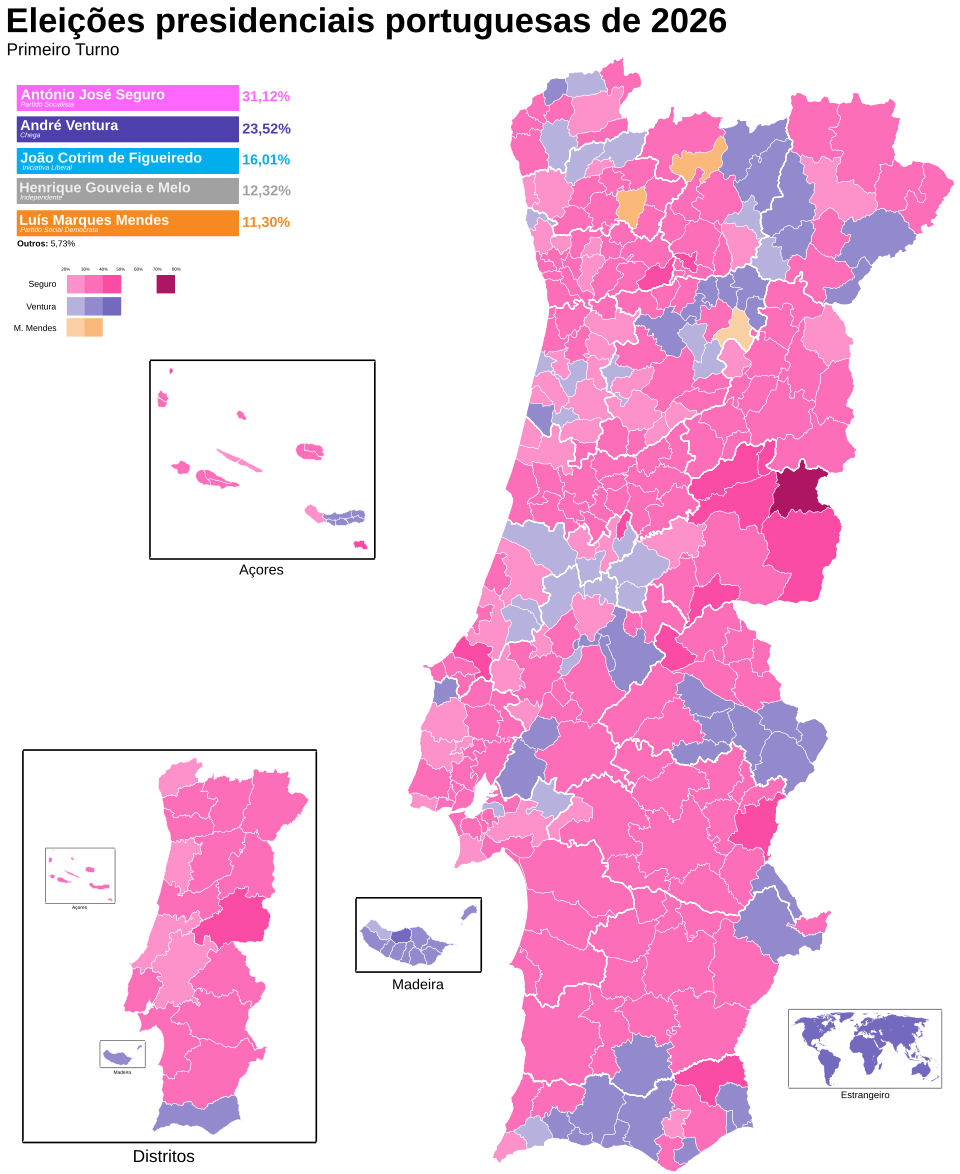 Eleições presidenciais portuguesas de 2026
Primeiro Turno
António José Seguro 31,12%
Partido Socialista
André Ventura 23,52%
Chega
João Cotrim de Figueiredo 16,01%
Iniciativa Liberal
Henrique Gouveia e Melo 12,32%
Independente
Luís Marques Mendes 11,30%
Partido Social Democrata
Outros: 5,73%
20% 30% 40% 50% 60% 70% 80%
Seguro
Ventura
M. Mendes
Açores
Açores
Madeira
Madeira
Estrangeiro
Distritos